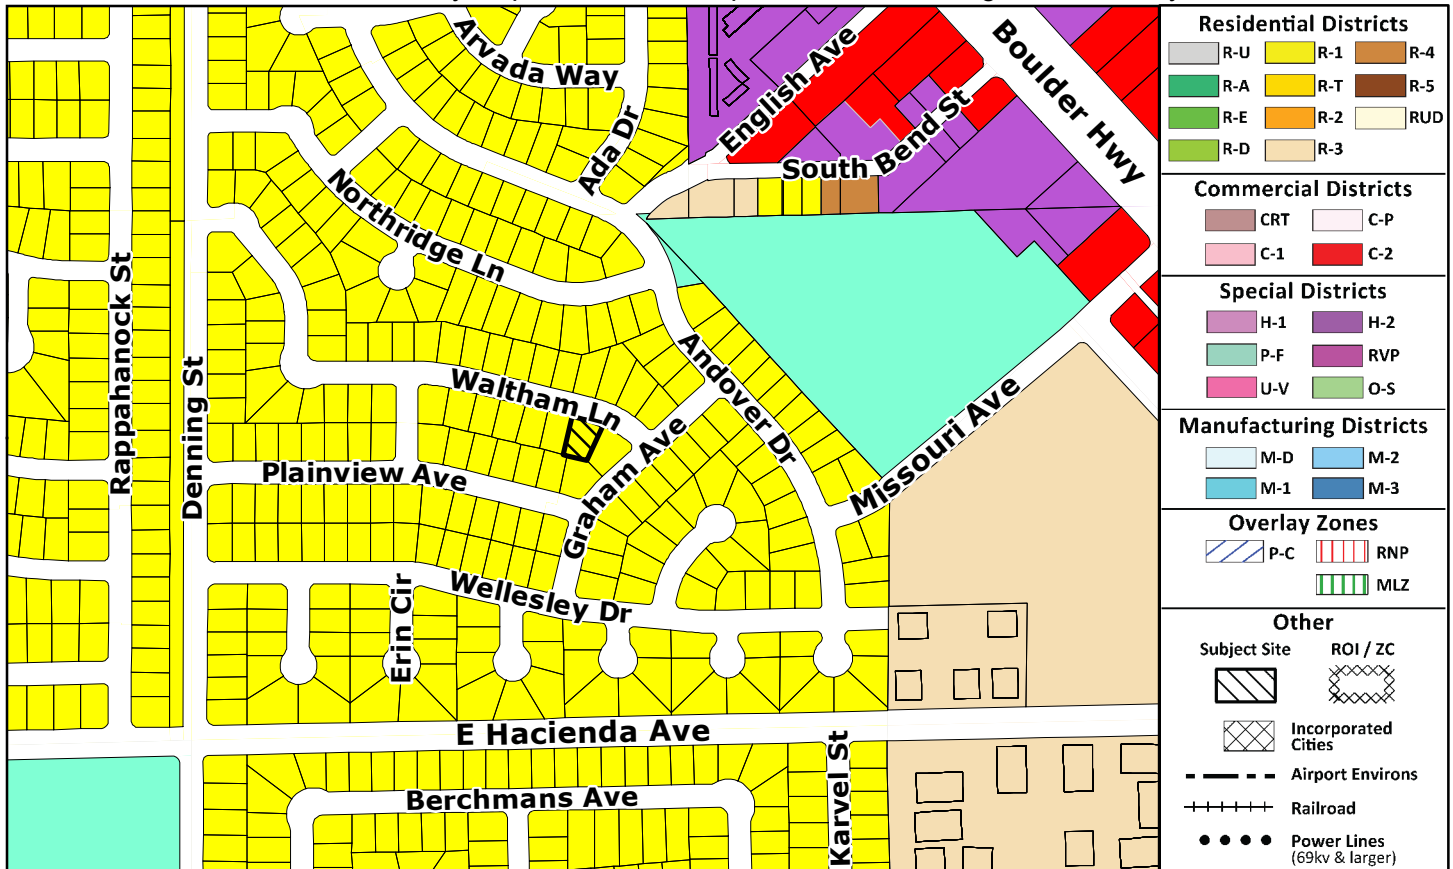 Arvada Way
English Ave
Boulder Hwy
Ada Dr
South Bend St
Northridge Ln
Rappahanock St
Denning St
Andover Dr
Waltham Ln
Graham Ave
Missouri Ave
Plainview Ave
Wellesley Dr
Erin Cir
E Hacienda Ave
Karvel St
Berchmans Ave
Residential Districts
R-U R-1 R-4
R-A R-T R-5
R-E R-2 RUD
R-D R-3
Commercial Districts
CRT C-P
C-1 C-2
Special Districts
H-1 H-2
P-F RVP
U-V O-S
Manufacturing Districts
M-D M-2
M-1 M-3
Overlay Zones
P-C RNP
MLZ
Other
Subject Site ROI / ZC
Incorporated
Cities
Airport Environs
Railroad
Power Lines
(69kv & larger)